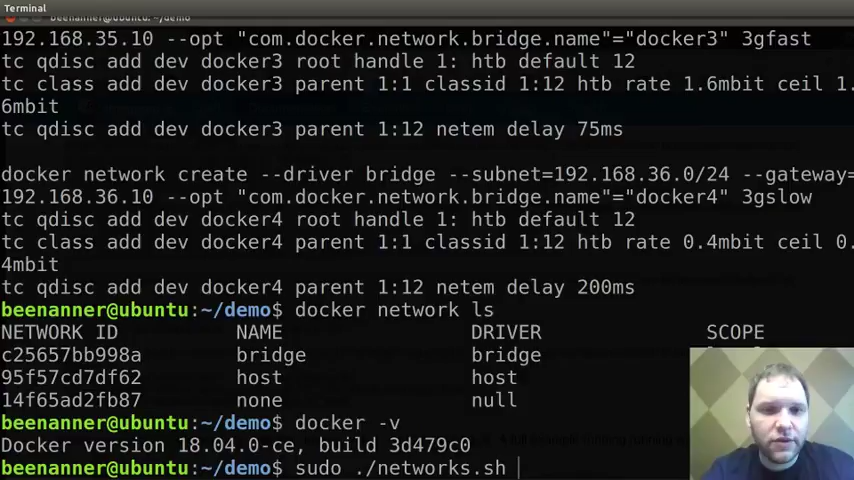 Terminal
beenanner@ubuntu: ~/demo
192.168.35.10 --opt "com.docker.network.bridge.name"="docker3" 3gfast
tc qdisc add dev docker3 root handle 1: htb default 12
tc class add dev docker3 parent 1:1 classid 1:12 htb rate 1.6mbit ceil 1.
6mbit
tc qdisc add dev docker3 parent 1:12 netem delay 75ms
docker network create --driver bridge --subnet=192.168.36.0/24 --gateway=
192.168.36.10 --opt "com.docker.network.bridge.name"="docker4" 3gslow
tc qdisc add dev docker4 root handle 1: htb default 12
tc class add dev docker4 parent 1:1 classid 1:12 htb rate 0.4mbit ceil 0.
4mbit
tc qdisc add dev docker4 parent 1:12 netem delay 200ms
beenanner@ubuntu:~/demo$ docker network ls
NETWORK ID NAME DRIVER SCOPE
c25657bb998a bridge bridge
95f57cd7df62 host host
14f65ad2fb87 none null
beenanner@ubuntu:~/demo$ docker -v
Docker version 18.04.0-ce, build 3d479c0
beenanner@ubuntu:~/demo$ sudo ./networks.sh